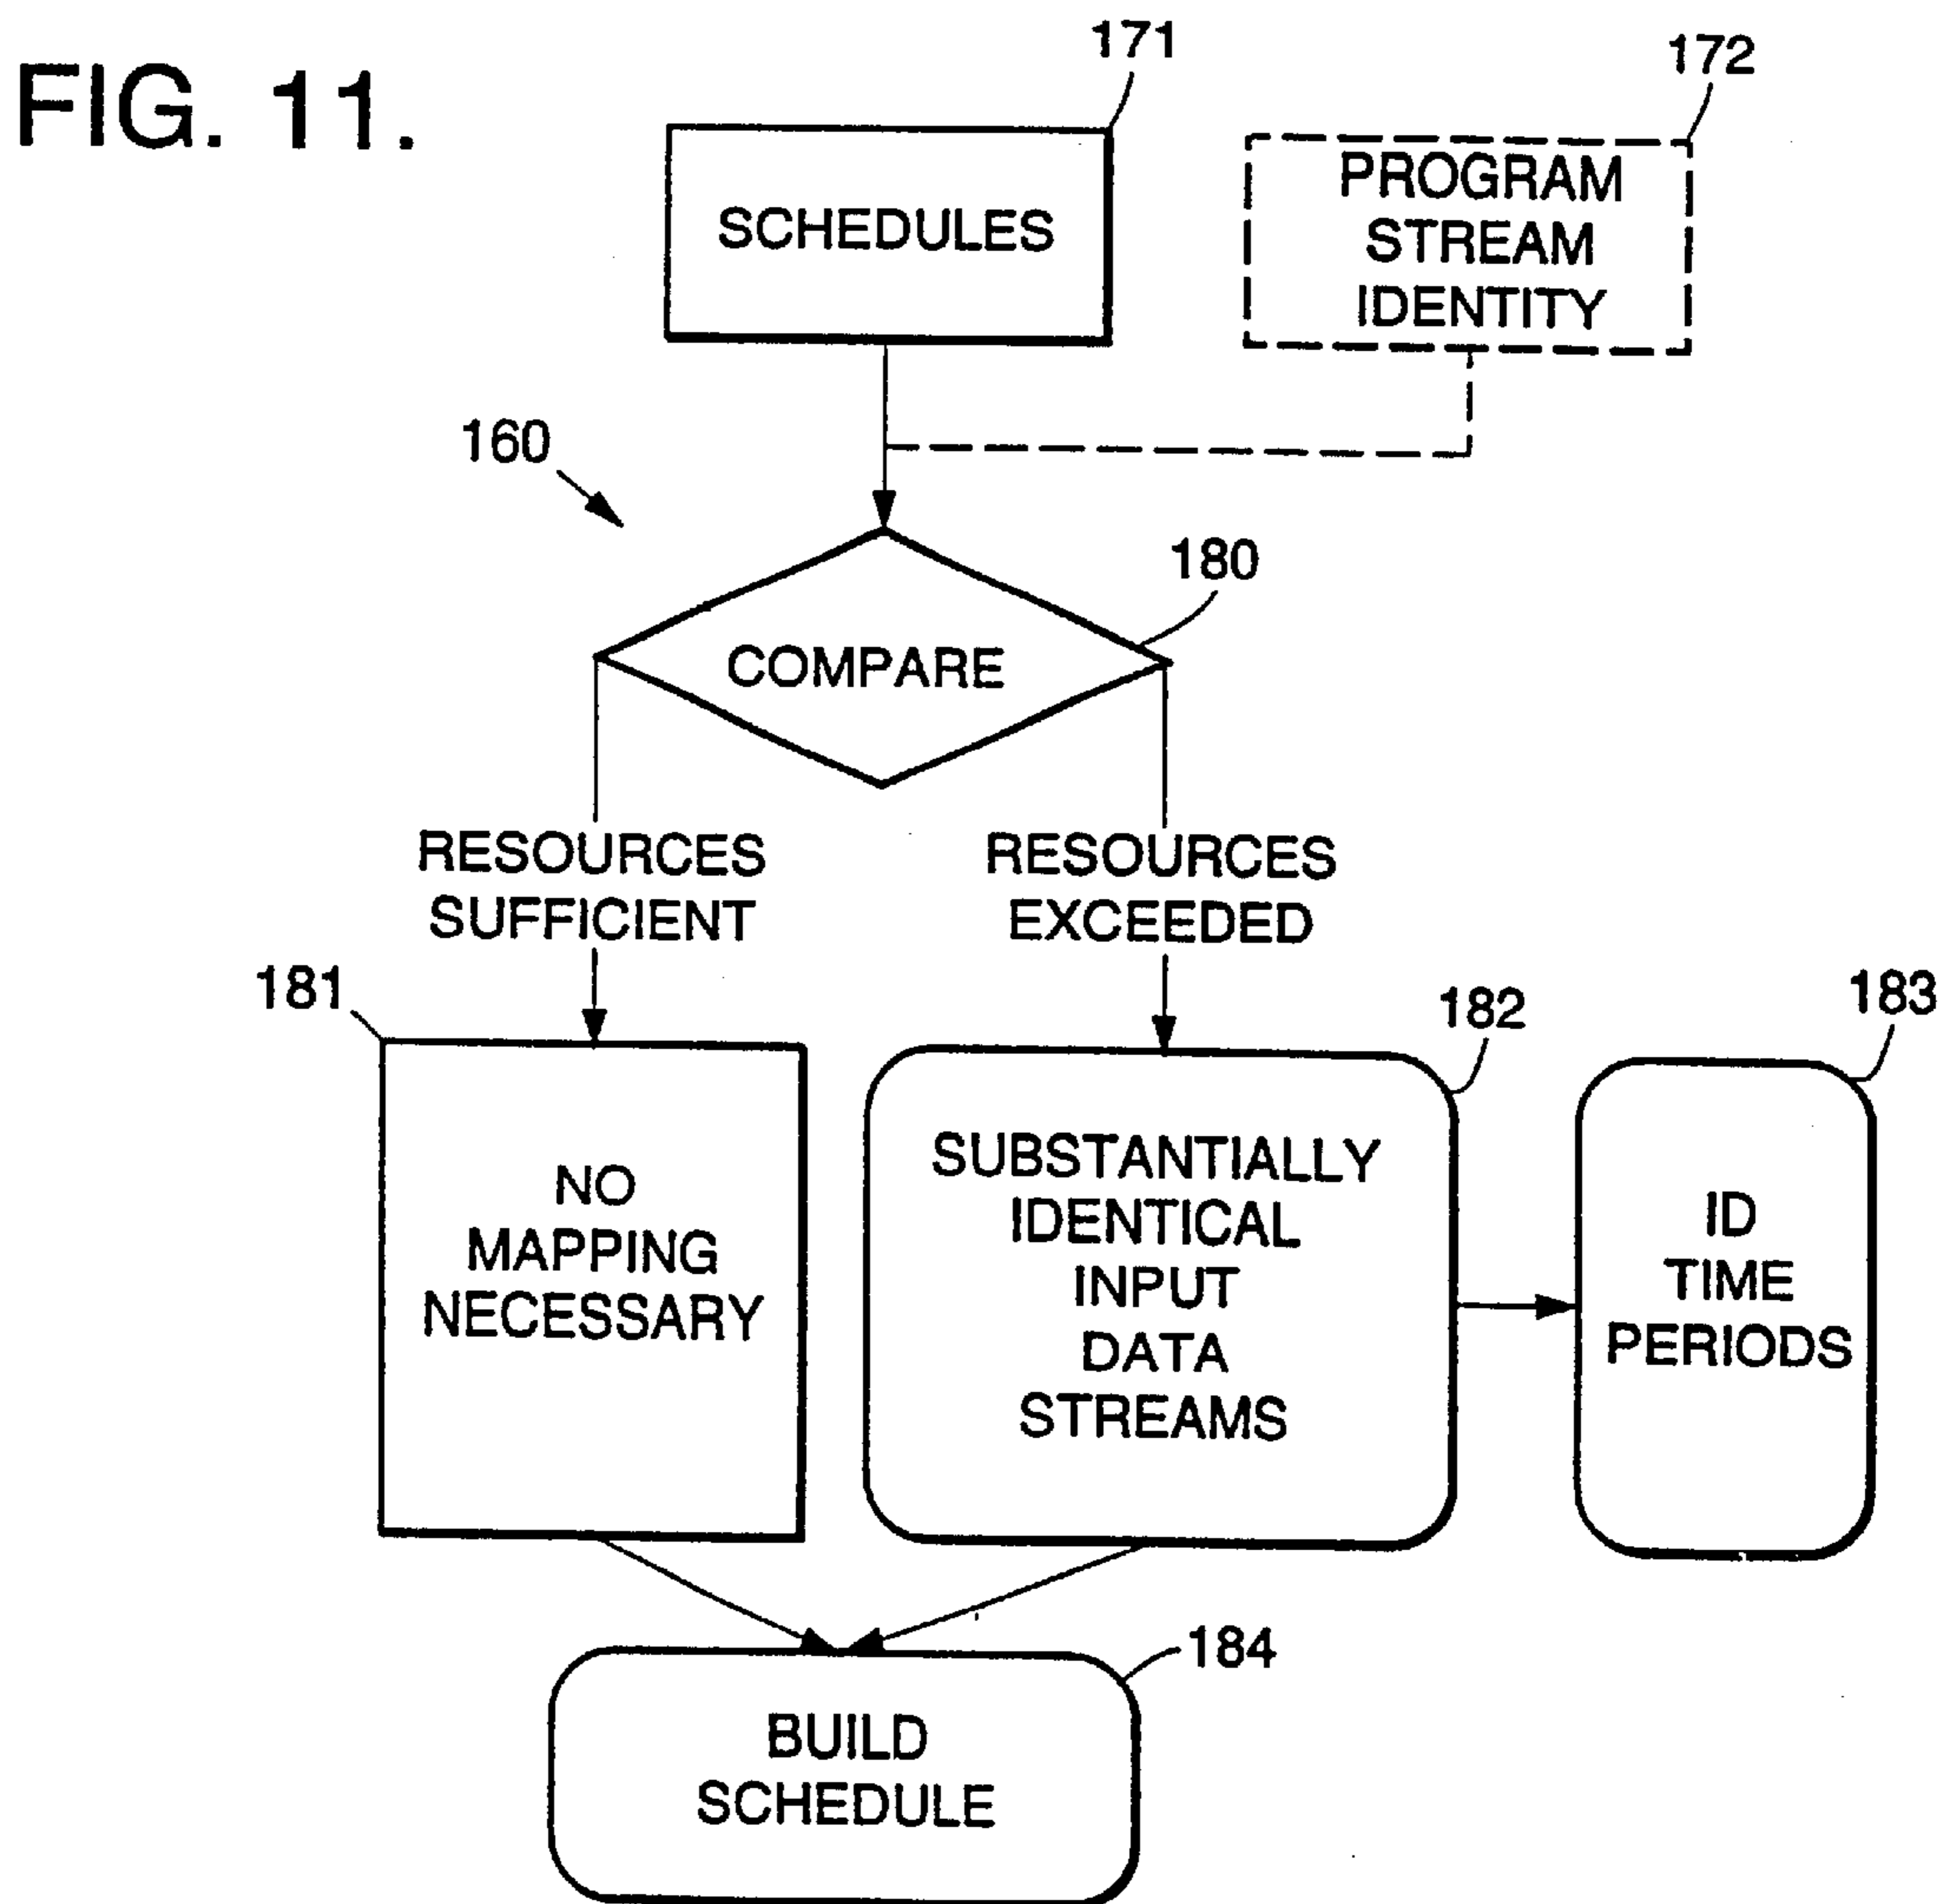 FIG. 11.
171
172
SCHEDULES
PROGRAM
STREAM
IDENTITY
160
180
COMPARE
RESOURCES
SUFFICIENT
RESOURCES
EXCEEDED
181
182
183
NO
MAPPING
NECESSARY
SUBSTANTIALLY
IDENTICAL
INPUT
DATA
STREAMS
ID
TIME
PERIODS
184
BUILD
SCHEDULE